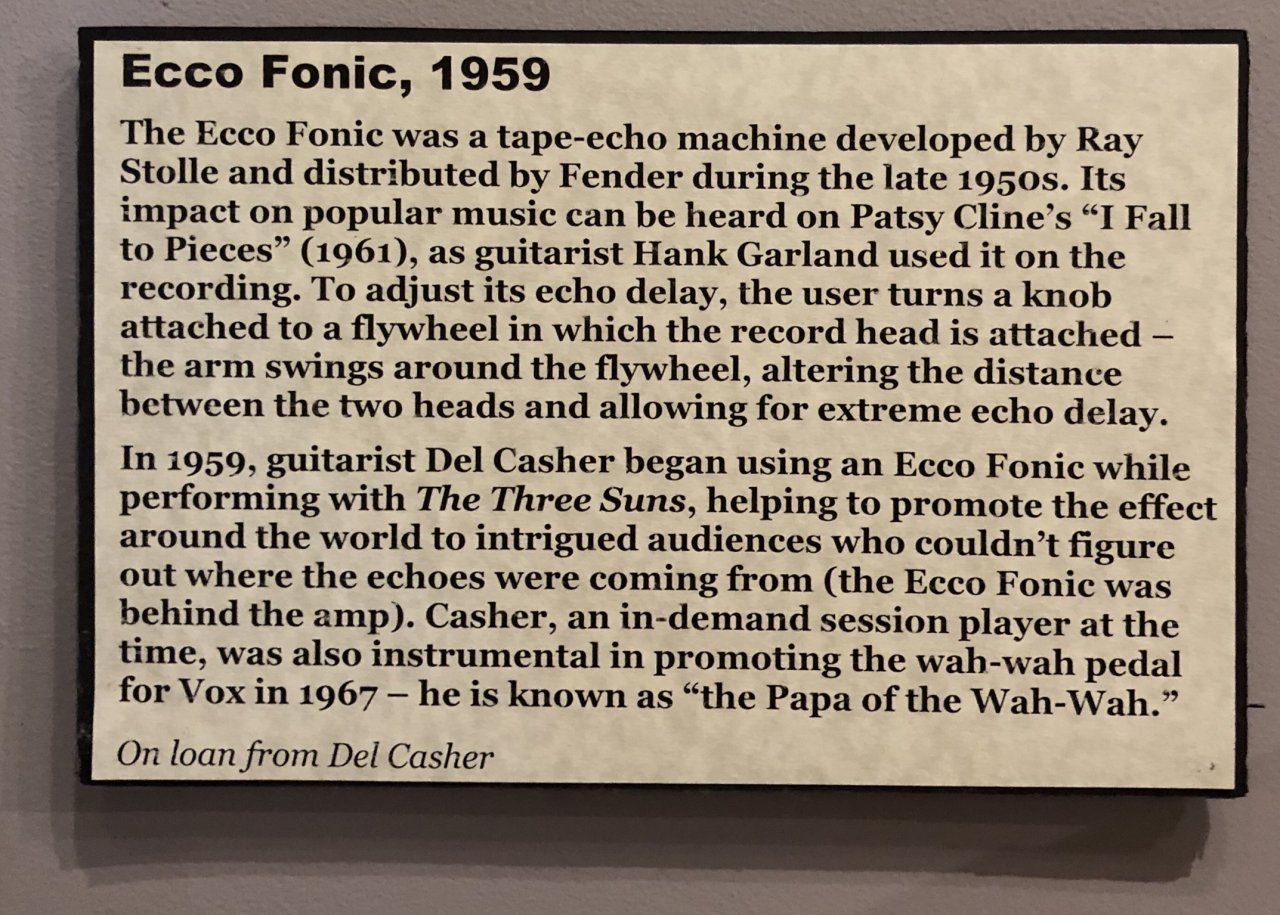 Ecco Fonic, 1959
The Ecco Fonic was a tape-echo machine developed by Ray
Stolle and distributed by Fender during the late 1950s. Its
impact on popular music can be heard on Patsy Cline’s “I Fall
to Pieces” (1961), as guitarist Hank Garland used it on the
recording. To adjust its echo delay, the user turns a knob
attached to a flywheel in which the record head is attached –
the arm swings around the flywheel, altering the distance
between the two heads and allowing for extreme echo delay.
In 1959, guitarist Del Casher began using an Ecco Fonic while
performing with The Three Suns, helping to promote the effect
around the world to intrigued audiences who couldn’t figure
out where the echoes were coming from (the Ecco Fonic was
behind the amp). Casher, an in-demand session player at the
time, was also instrumental in promoting the wah-wah pedal
for Vox in 1967 – he is known as “the Papa of the Wah-Wah.”
On loan from Del Casher